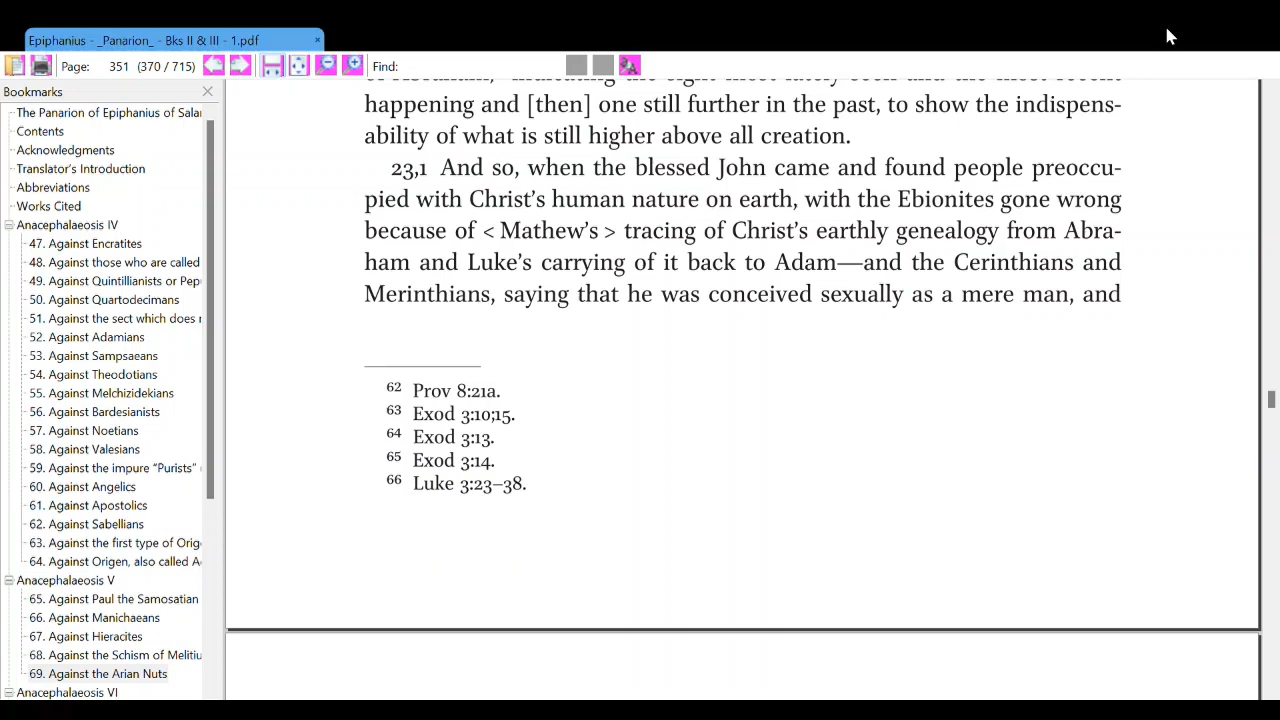 Epiphanius - _Panarion_ - Bks II & III - 1.pdf ×
Page: 351 (370 / 715) Find:
Bookmarks
The Panarion of Epiphanius of Salar
Contents
Acknowledgments
Translator's Introduction
Abbreviations
Works Cited
Anacephalaeosis IV
47. Against Encratites
48. Against those who are called
49. Against Quintillianists or Pep
50. Against Quartodecimans
51. Against the sect which does
52. Against Adamians
53. Against Sampsaeans
54. Against Theodotians
55. Against Melchizidekians
56. Against Bardesianists
57. Against Noetians
58. Against Valesians
59. Against the impure “Purists”
60. Against Angelics
61. Against Apostolics
62. Against Sabellians
63. Against the first type of Orig
64. Against Origen, also called A
Anacephalaeosis V
65. Against Paul the Samosatian
66. Against Manichaeans
67. Against Hieracites
68. Against the Schism of Melitiu
69. Against the Arian Nuts
Anacephalaeosis VI
happening and [then] one still further in the past, to show the indispens-
ability of what is still higher above all creation.
23,1 And so, when the blessed John came and found people preoccu-
pied with Christ’s human nature on earth, with the Ebionites gone wrong
because of < Mathew’s > tracing of Christ’s earthly genealogy from Abra-
ham and Luke’s carrying of it back to Adam—and the Cerinthians and
Merinthians, saying that he was conceived sexually as a mere man, and
62 Prov 8:21a.
63 Exod 3:10;15.
64 Exod 3:13.
65 Exod 3:14.
66 Luke 3:23–38.